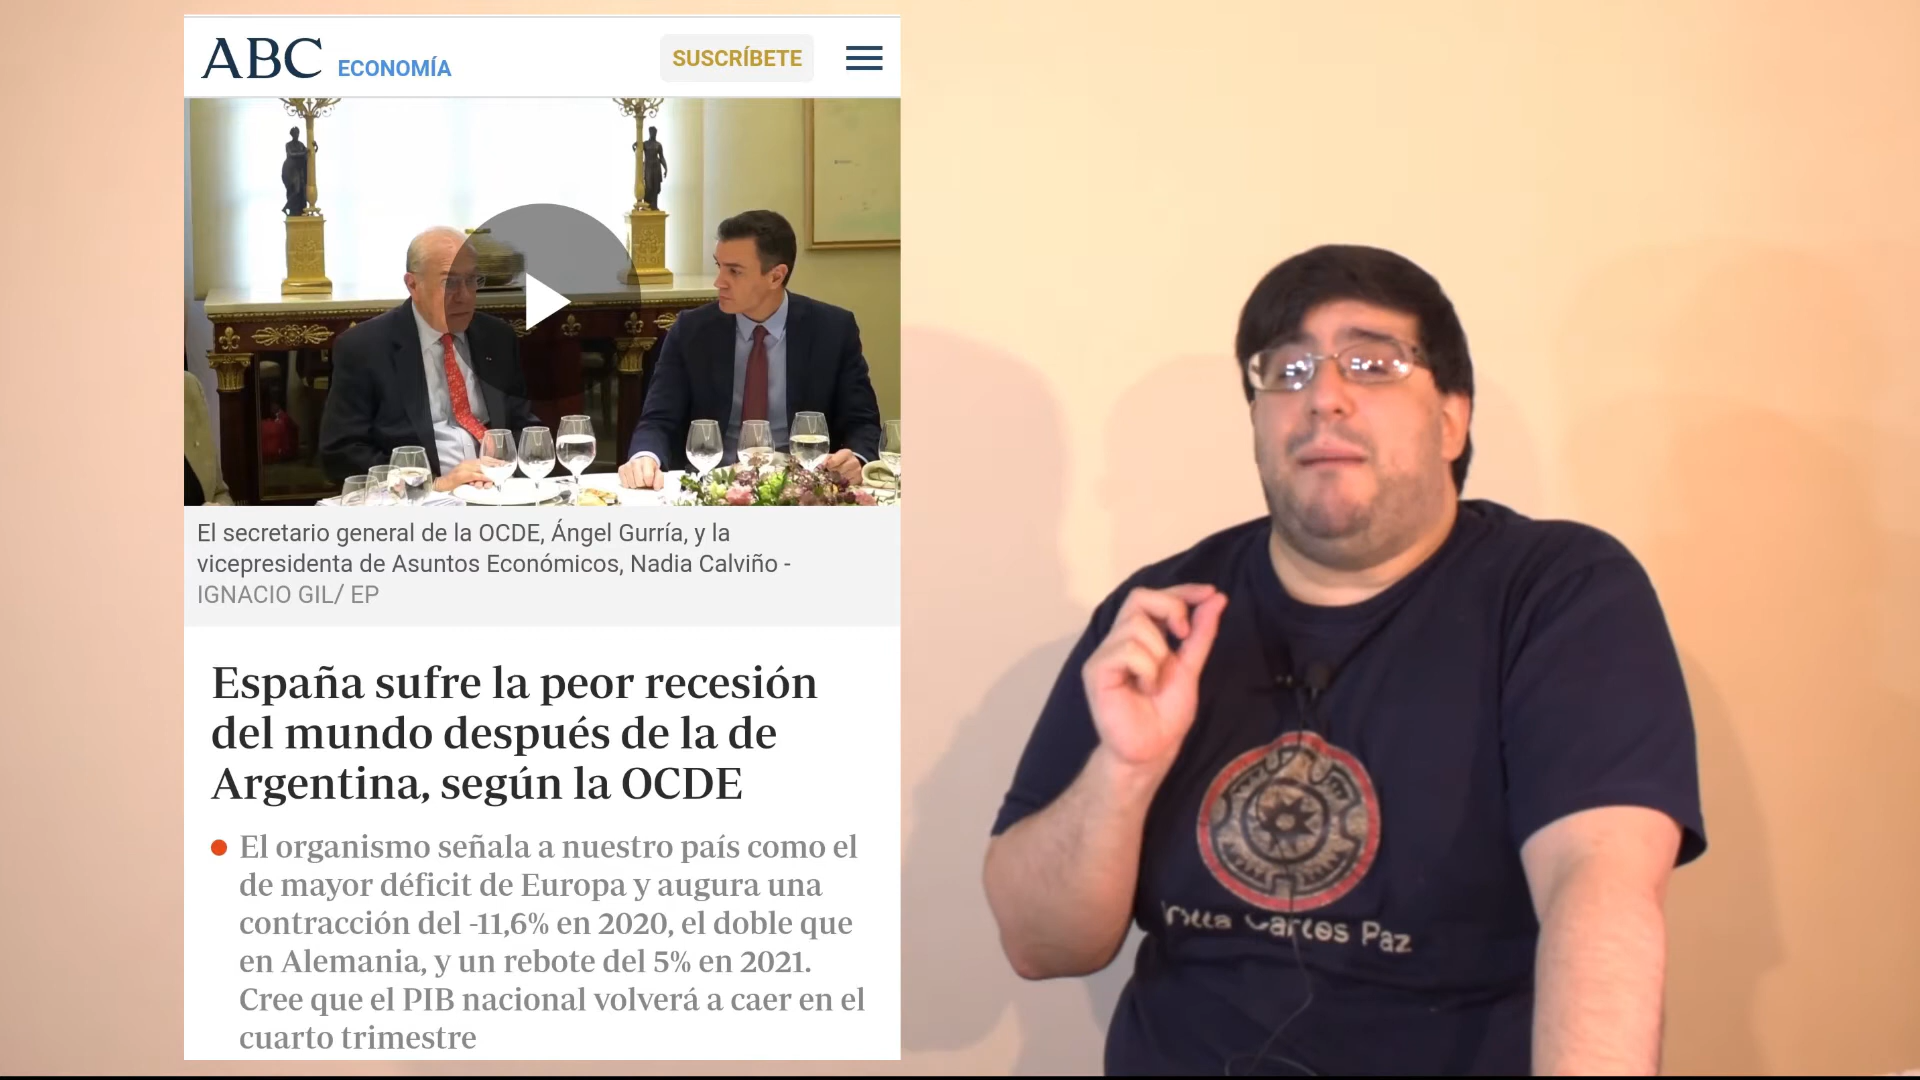 ABC ECONOMÍA SUSCRÍBETE
El secretario general de la OCDE, Ángel Gurría, y la
vicepresidenta de Asuntos Económicos, Nadia Calviño -
IGNACIO GIL/ EP
España sufre la peor recesión
del mundo después de la de
Argentina, según la OCDE
El organismo señala a nuestro país como el
de mayor déficit de Europa y augura una
contracción del -11,6% en 2020, el doble que
en Alemania, y un rebote del 5% en 2021.
Cree que el PIB nacional volverá a caer en el
cuarto trimestre
Carlos Paz